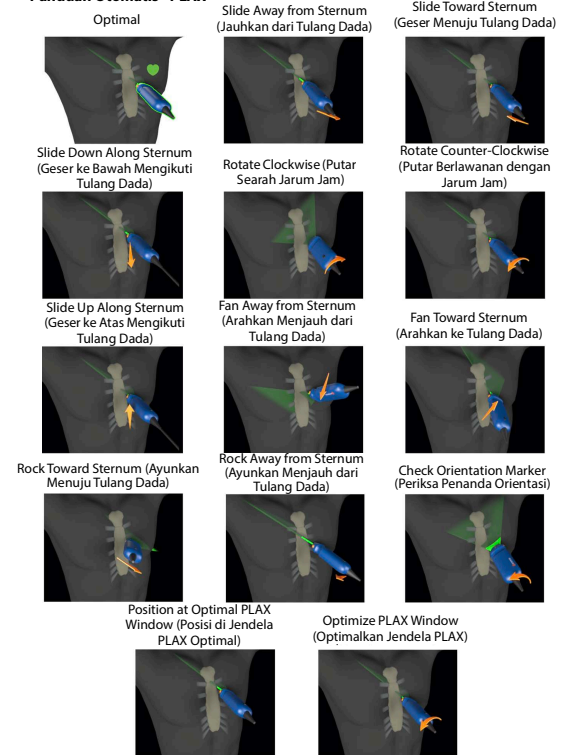 Optimal
Slide Away from Sternum
(Jauhkan dari Tulang Dada)
Slide Toward Sternum
(Geser Menuju Tulang Dada)
Slide Down Along Sternum
(Geser ke Bawah Mengikuti
Tulang Dada)
Rotate Clockwise (Putar
Searah Jarum Jam)
Rotate Counter-Clockwise
(Putar Berlawanan dengan
Jarum Jam)
Slide Up Along Sternum
(Geser ke Atas Mengikuti
Tulang Dada)
Fan Away from Sternum
(Arahkan Menjauh dari
Tulang Dada)
Fan Toward Sternum
(Arahkan ke Tulang Dada)
Rock Toward Sternum (Ayunkan
Menuju Tulang Dada)
Rock Away from Sternum
(Ayunkan Menjauh dari
Tulang Dada)
Check Orientation Marker
(Periksa Penanda Orientasi)
Position at Optimal PLAX
Window (Posisi di Jendela
PLAX Optimal)
Optimize PLAX Window
(Optimalkan Jendela PLAX)